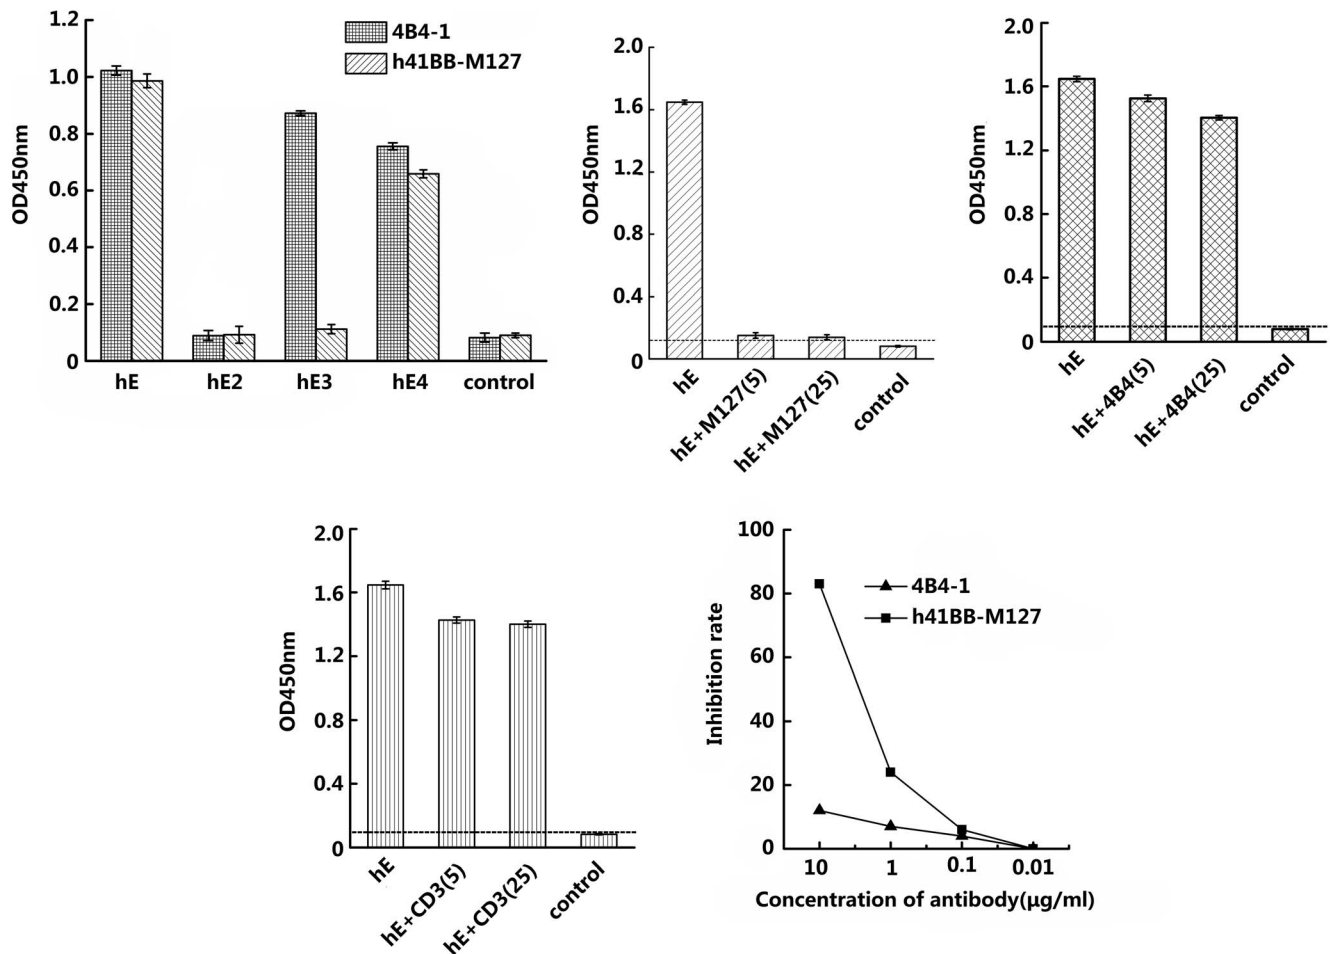 1.2
1.0
0.8
0.6
0.4
0.2
0
OD450nm
4B4-1
h41BB-M127
hE hE2 hE3 hE4 control
2.0
1.6
1.2
0.8
0.4
0
OD450nm
hE
hE+M127(5)
hE+M127(25)
control
2.0
1.6
1.2
0.8
0.4
0
OD450nm
hE
hE+4B4(5)
hE+4B4(25)
control
2.0
1.6
1.2
0.8
0.4
0
OD450nm
hE
hE+CD3(5)
hE+CD3(25)
control
100
80
60
40
20
0
Inhibition rate
4B4-1
h41BB-M127
10 1 0.1 0.01
Concentration of antibody(μg/ml)